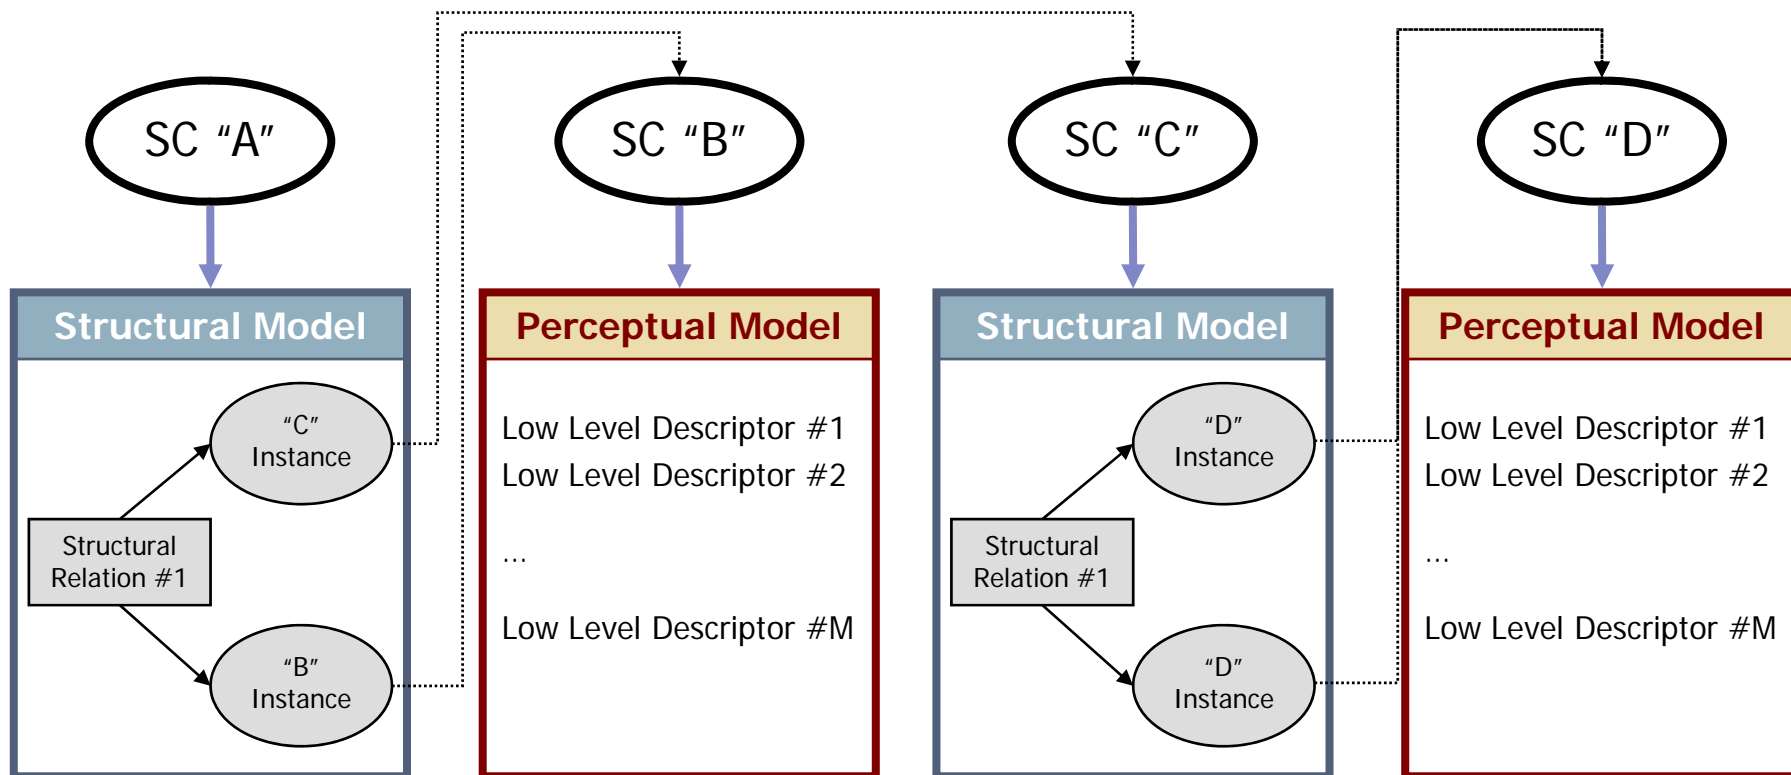 SC “A”
SC “B”
SC “C”
SC “D”
Structural Model
“C”
Instance
Structural
Relation #1
“B”
Instance
Perceptual Model
Low Level Descriptor #1
Low Level Descriptor #2
...
Low Level Descriptor #M
Structural Model
“D”
Instance
Structural
Relation #1
“D”
Instance
Perceptual Model
Low Level Descriptor #1
Low Level Descriptor #2
...
Low Level Descriptor #M